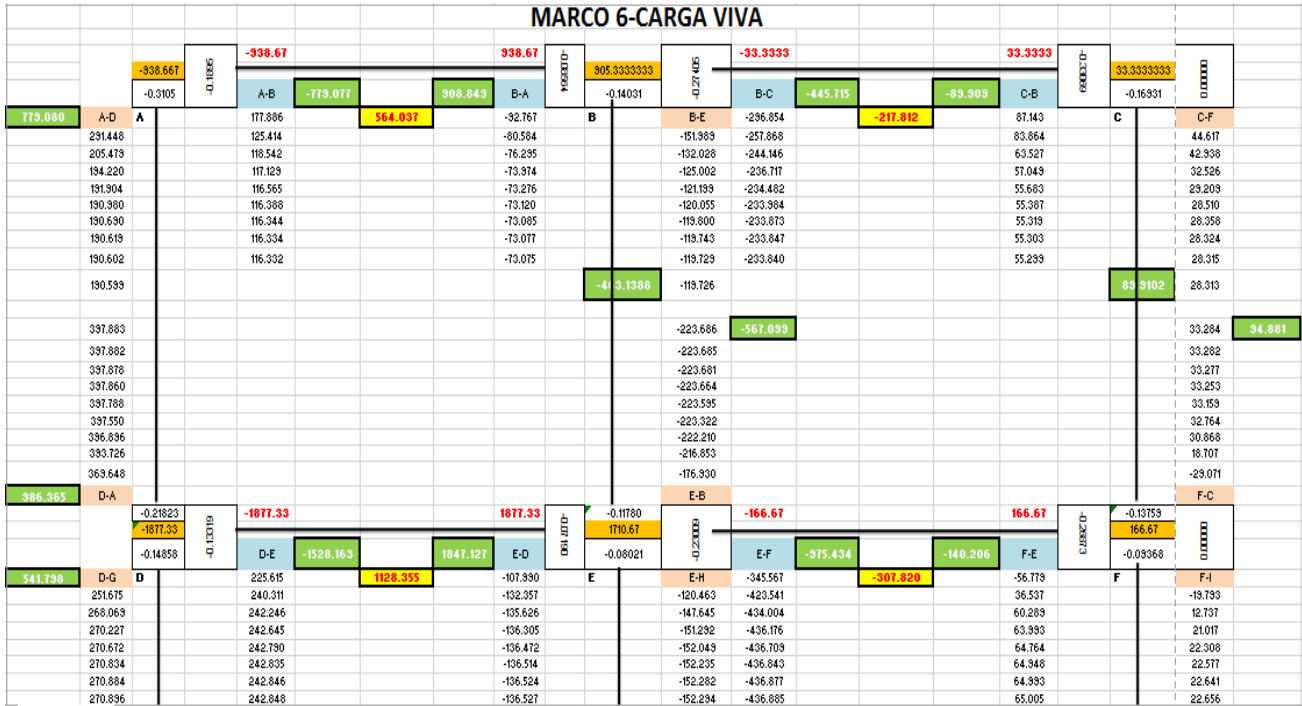 MARCO 6-CARGA VIVA
-938.67 938.67 -33.3333 33.3333
-938.667 -0.1895 905.3333333 -0.27405 33.3333333 0.00000
-0.3105 A-B -779.077 908.849 B-A -0.14031 B-C -445.715 -89.909 C-B -0.16931
779.080 A-D A 177.886 564.037 -92.767 B B-E -296.854 -217.812 87.143 C C-F
291.448 125.414 -80.584 -151.989 -257.868 83.864 44.617
205.479 118.542 -76.295 -132.028 -244.146 63.527 42.938
194.220 117.129 -73.974 -125.002 -236.717 57.049 32.526
191.904 116.565 -73.276 -121.199 -234.482 55.683 29.209
190.980 116.388 -73.120 -120.055 -233.984 55.387 28.510
190.690 116.344 -73.085 -119.800 -233.873 55.319 28.358
190.619 116.334 -73.077 -119.743 -233.847 55.303 28.324
190.602 116.332 -73.075 -119.729 -233.840 55.299 28.315
190.599 -119.726 28.313
397.883 -223.686 -567.099 33.284 94.881
397.882 -223.685 33.282
397.878 -223.681 33.277
397.860 -223.664 33.253
397.788 -223.595 33.159
397.550 -223.322 32.764
396.896 -222.210 30.868
393.726 -216.853 18.707
369.648 -176.930 -29.071
986.365 D-A E-B F-C
-0.21823 -1877.33 1877.33 -0.11780 -166.67 166.67 -0.13759
-1877.33 -0.13319 1710.67 -0.23009 166.67 0.00000
-0.14858 D-E -1528.163 1847.127 E-D -0.08021 E-F -975.434 -140.206 F-E -0.09368
541.798 D-G D 225.615 1128.355 -107.990 E E-H -345.567 -307.820 -56.779 F F-I
251.675 240.311 -132.357 -120.463 -423.541 36.537 -19.793
268.069 242.246 -135.626 -147.645 -434.004 60.289 12.737
270.227 242.645 -136.305 -151.292 -436.176 63.993 21.017
270.672 242.790 -136.472 -152.049 -436.709 64.764 22.308
270.834 242.835 -136.514 -152.235 -436.843 64.948 22.577
270.884 242.846 -136.524 -152.282 -436.877 64.993 22.641
270.896 242.848 -136.527 -152.294 -436.885 65.005 22.656